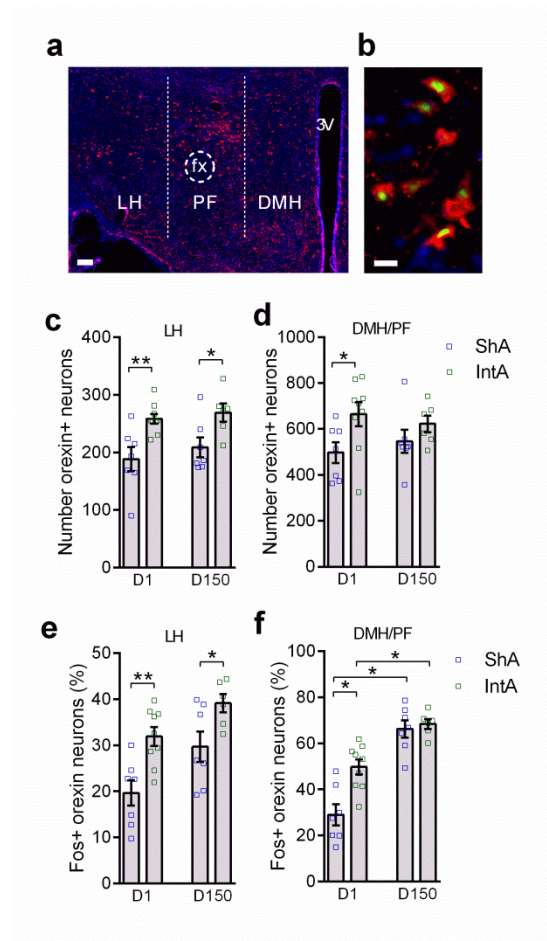 a
b
3V
fx
LH
PF
DMH
c
LH
Number orexin+ neurons
400
300
200
100
0
**
*
D1
D150
d
DMH/PF
Number orexin+ neurons
1000
800
600
400
200
0
*
D1
D150
ShA
IntA
e
LH
Fos+ orexin neurons (%)
50
40
30
20
10
0
**
*
D1
D150
f
DMH/PF
Fos+ orexin neurons (%)
100
80
60
40
20
0
*
*
*
D1
D150
ShA
IntA